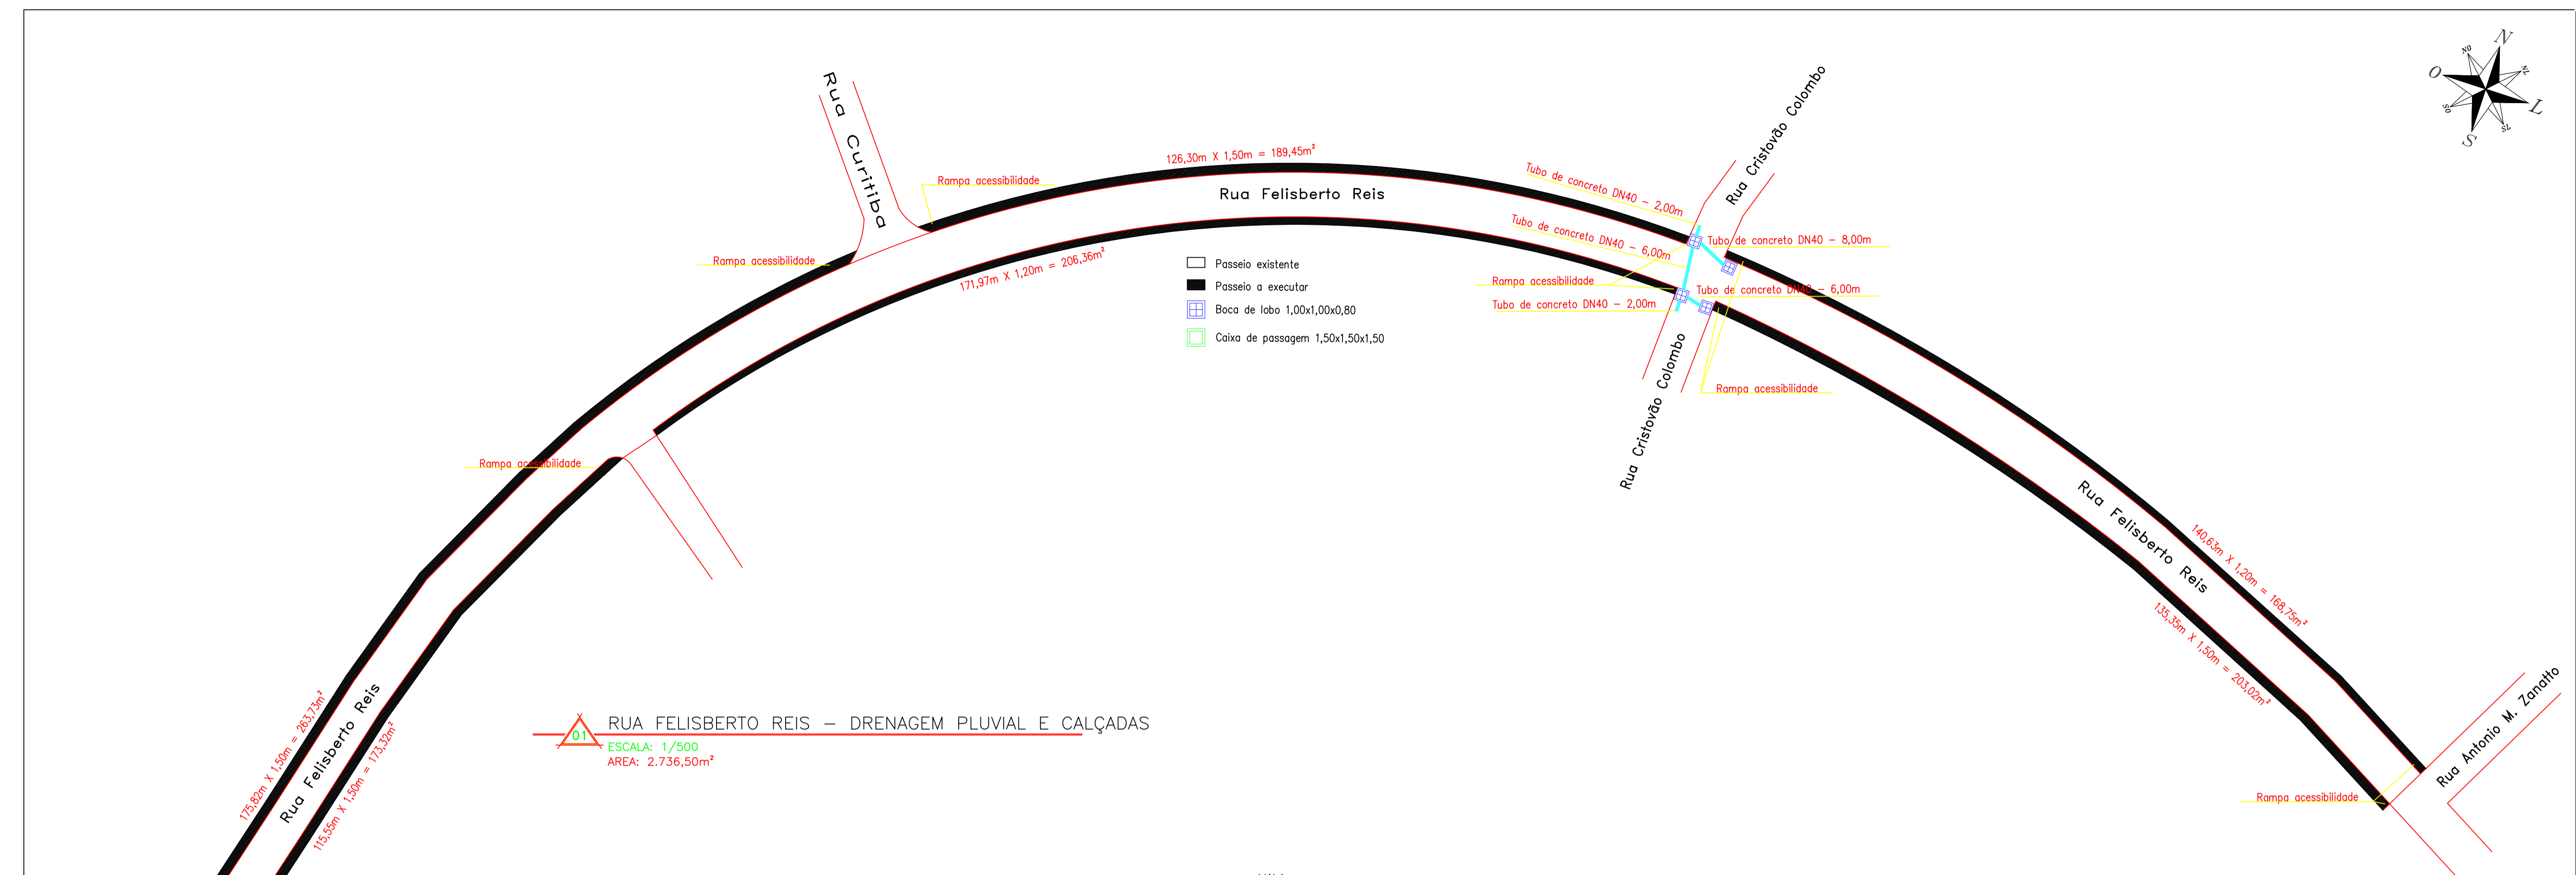 N
NO
NL
O
L
SO
SL
S
Rua Curitiba
Rua Cristovão Colombo
126,30m X 1,50m = 189,45m²
Tubo de concreto DN40 - 2,00m
Rampa acessibilidade
Rua Felisberto Reis
Tubo de concreto DN40 - 6,00m
Tubo de concreto DN40 - 8,00m
Rampa acessibilidade
171,97m X 1,20m = 206,36m²
Passeio existente
Passeio a executar
Boca de lobo 1,00x1,00x0,80
Caixa de passagem 1,50x1,50x1,50
Rampa acessibilidade
Tubo de concreto DN40 - 6,00m
Tubo de concreto DN40 - 2,00m
Rua Cristovão Colombo
Rampa acessibilidade
Rampa acessibilidade
Rua Felisberto Reis
140,63m X 1,20m = 168,75m²
135,35m X 1,50m = 203,02m²
Rua Antonio M. Zanatto
Rampa acessibilidade
175,82m X 1,50m = 263,73m²
Rua Felisberto Reis
115,55m X 1,50m = 173,32m²
01
RUA FELISBERTO REIS - DRENAGEM PLUVIAL E CALÇADAS
ESCALA: 1/500
AREA: 2.736,50m²